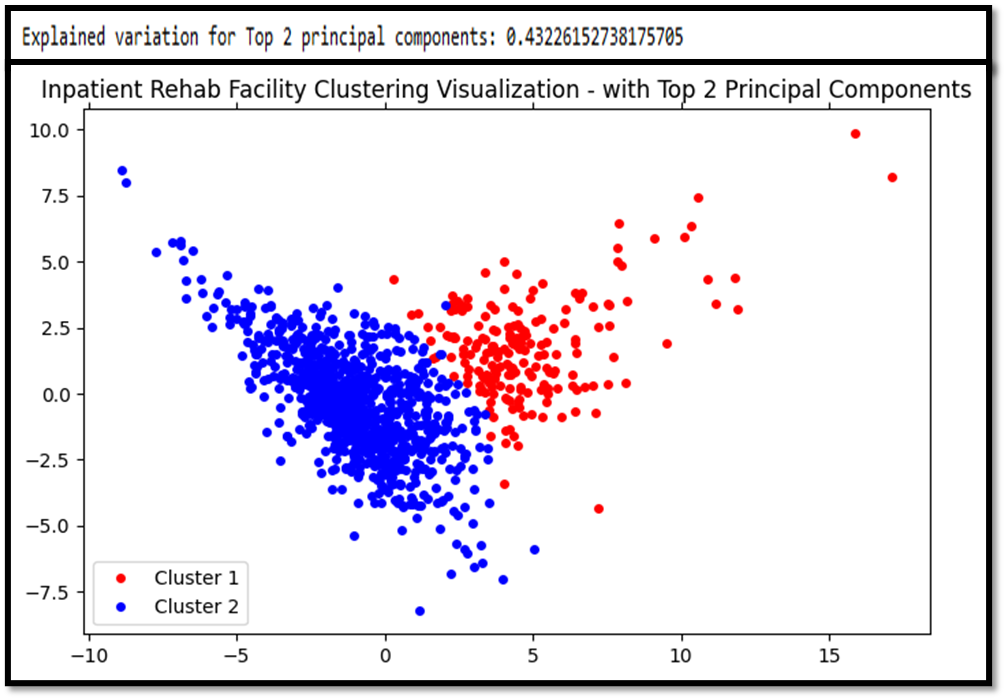 Explained variation for Top 2 principal components: 0.43226152738175705
Inpatient Rehab Facility Clustering Visualization - with Top 2 Principal Components
10.0
7.5
5.0
2.5
0.0
−2.5
−5.0
−7.5
Cluster 1
Cluster 2
−10 −5 0 5 10 15